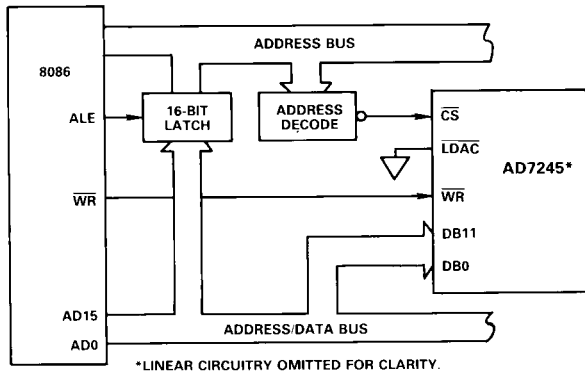 ADDRESS BUS
8086
ALE
16-BIT
LATCH
ADDRESS
DECODE
CS
LDAC
AD7245*
WR
WR
DB11
DB0
AD15
AD0
ADDRESS/DATA BUS
*LINEAR CIRCUITRY OMITTED FOR CLARITY.